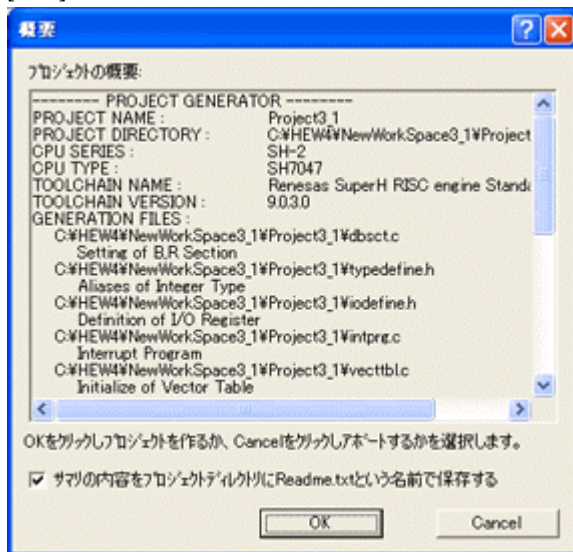 概要
プロジェクトの概要:
-------- PROJECT GENERATOR --------
PROJECT NAME : Project3_1
PROJECT DIRECTORY : C:¥HEW4¥NewWorkSpace3_1¥Project
CPU SERIES : SH-2
CPU TYPE : SH7047
TOOLCHAIN NAME : Renesas SuperH RISC engine Standa
TOOLCHAIN VERSION : 9.0.3.0
GENERATION FILES :
C:¥HEW4¥NewWorkSpace3_1¥Project3_1¥dbsct.c
Setting of B,R Section
C:¥HEW4¥NewWorkSpace3_1¥Project3_1¥typedefine.h
Aliases of Integer Type
C:¥HEW4¥NewWorkSpace3_1¥Project3_1¥iodefine.h
Definition of I/O Register
C:¥HEW4¥NewWorkSpace3_1¥Project3_1¥intprg.c
Interrupt Program
C:¥HEW4¥NewWorkSpace3_1¥Project3_1¥vecttbl.c
Initialize of Vector Table
OKをクリックしプロジェクトを作るか、Cancelをクリックしアボートするかを選択します。
サマリの内容をプロジェクトディレクトリにReadme.txtという名前で保存する
OK
Cancel